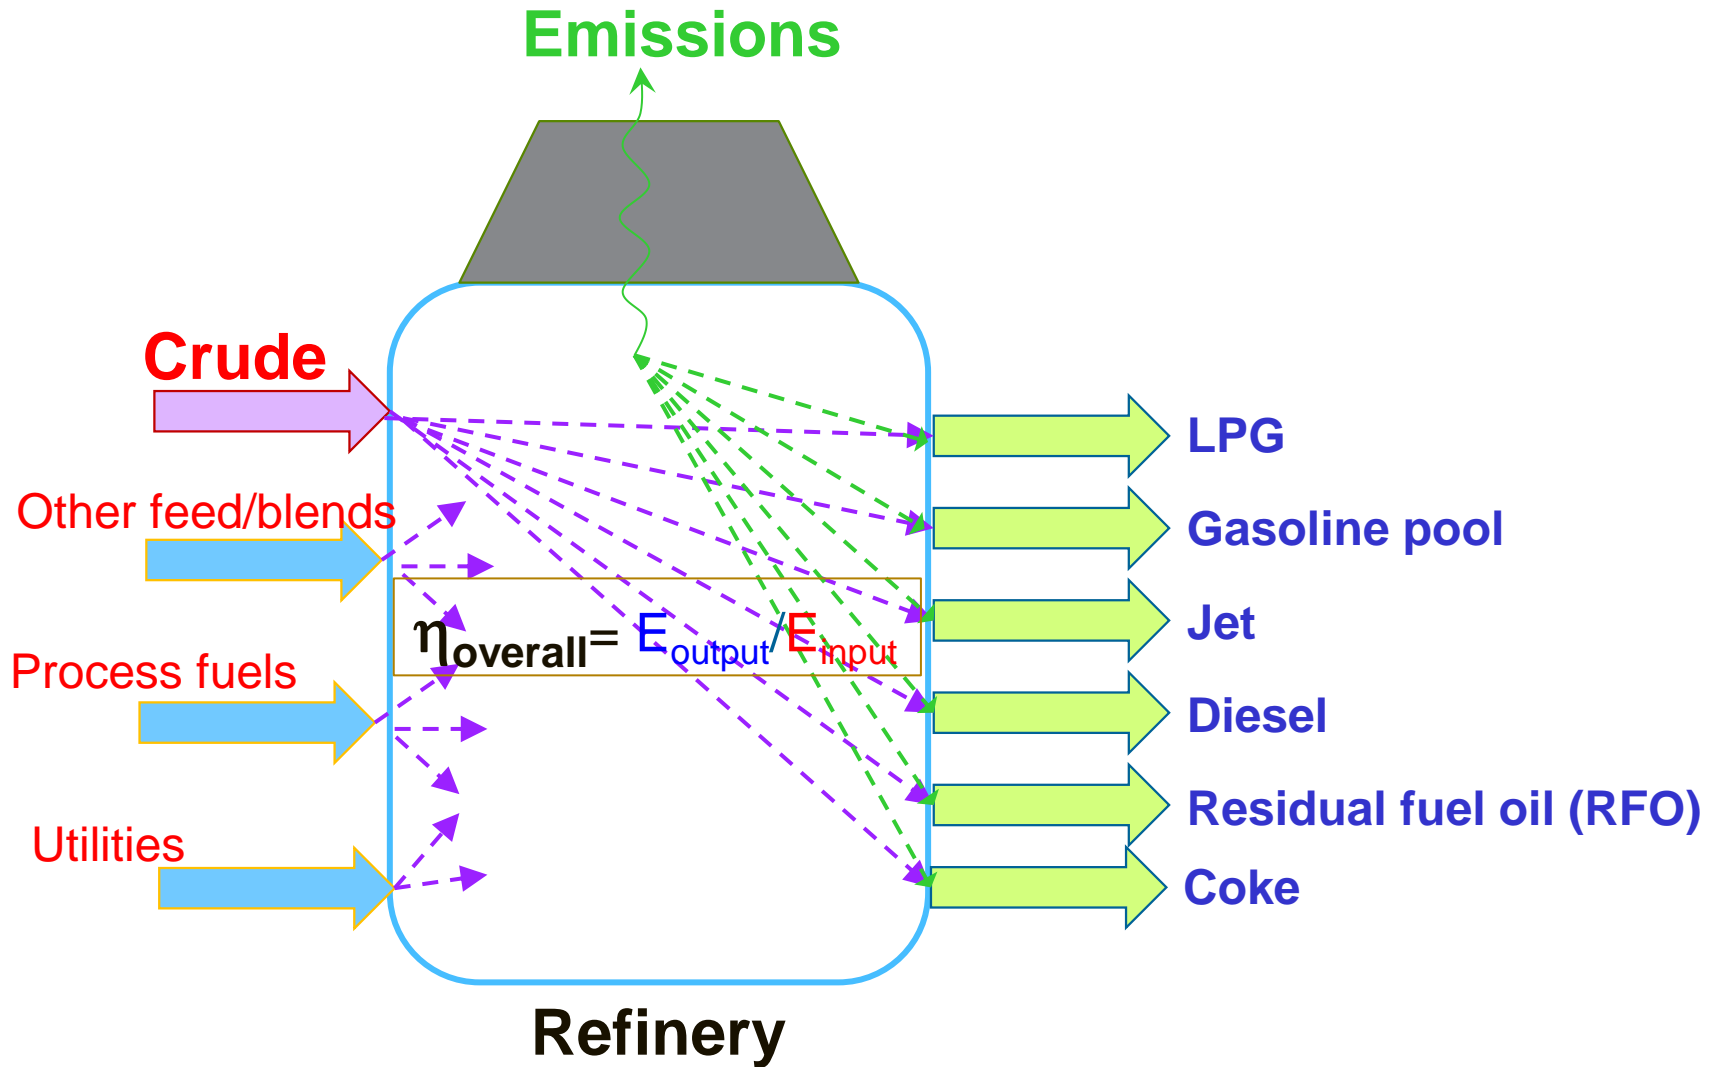 Emissions
Crude
LPG
Other feed/blends
Gasoline pool
Jet
ηoverall= Eoutput/Einput
Process fuels
Diesel
Residual fuel oil (RFO)
Utilities
Coke
Refinery